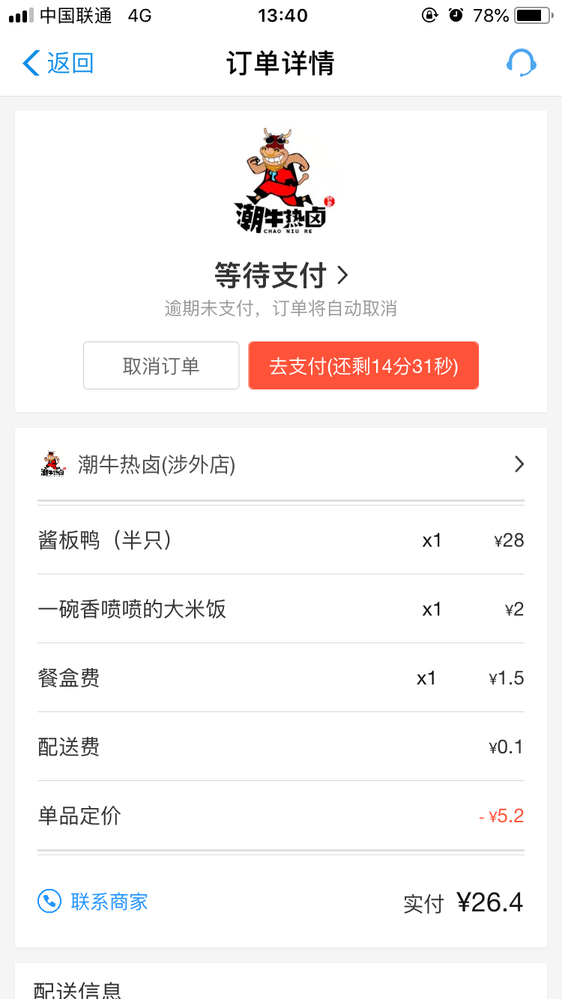 中国联通 4G 13:40 78%
返回 订单详情
潮牛热卤
CHAO NIU RE
等待支付
逾期未支付，订单将自动取消
取消订单 去支付(还剩14分31秒)
潮牛热卤 潮牛热卤(涉外店)
酱板鸭（半只） x1 ¥28
一碗香喷喷的大米饭 x1 ¥2
餐盒费 x1 ¥1.5
配送费 ¥0.1
单品定价 - ¥5.2
联系商家 实付 ¥26.4
配送信息